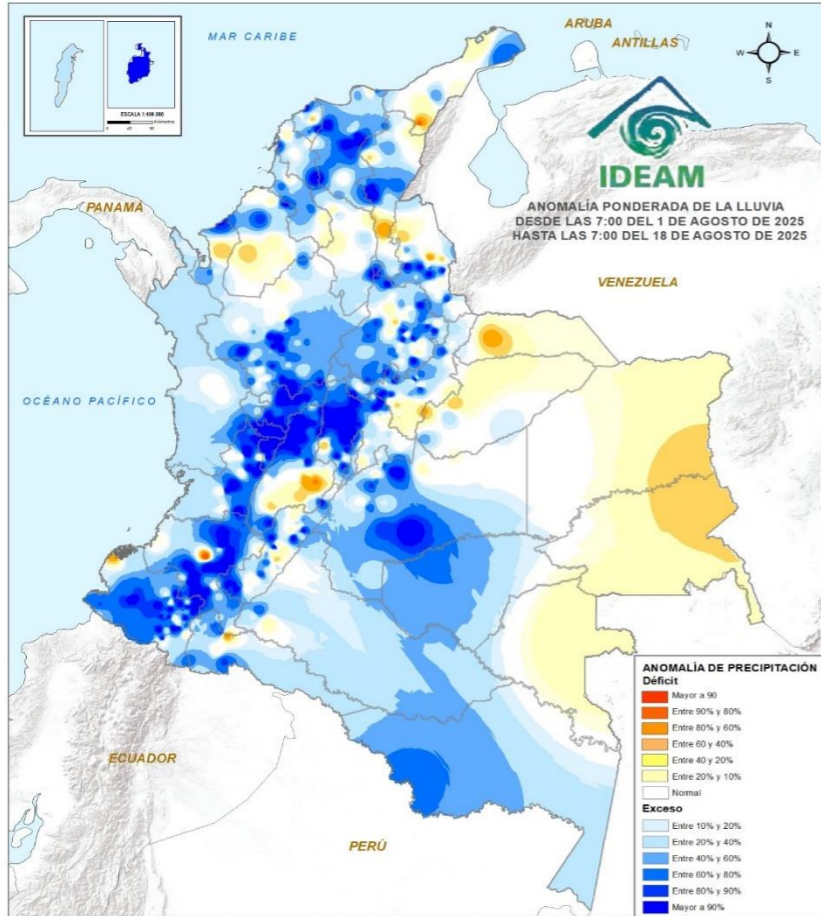 MAR CARIBE
ARUBA
ANTILLAS
N
W
E
S
IDEAM
ANOMALÍA PONDERADA DE LA LLUVIA
DESDE LAS 7:00 DEL 1 DE AGOSTO DE 2025
HASTA LAS 7:00 DEL 18 DE AGOSTO DE 2025
PANAMÁ
VENEZUELA
OCÉANO PACÍFICO
ECUADOR
PERÚ
ANOMALÍA DE PRECIPITACIÓN
Déficit
Mayor a 90
Entre 90% y 80%
Entre 80% y 60%
Entre 60 y 40%
Entre 40 y 20%
Entre 20% y 10%
Normal
Exceso
Entre 10% y 20%
Entre 20% y 40%
Entre 40% y 60%
Entre 60% y 80%
Entre 80% y 90%
Mayor a 90%